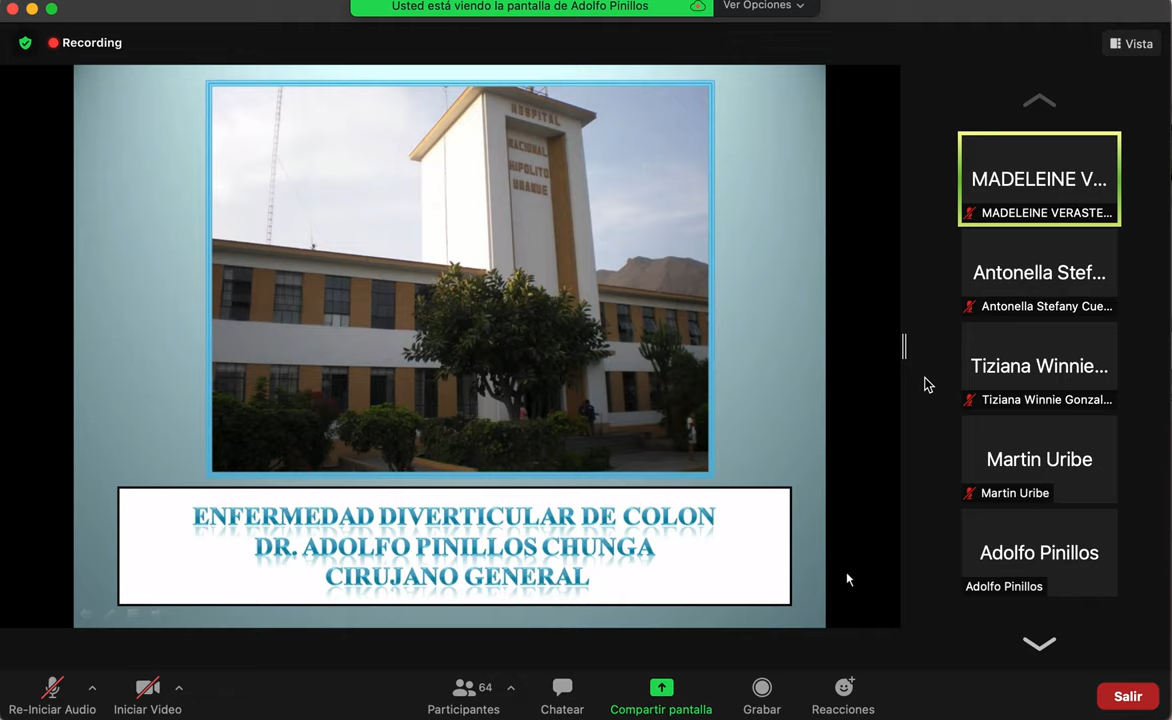 Usted está viendo la pantalla de Adolfo Pinillos
Ver Opciones
Recording
Vista
HOSPITAL
NACIONAL
HIPOLITO
UNANUE
ENFERMEDAD DIVERTICULAR DE COLON
DR. ADOLFO PINILLOS CHUNGA
CIRUJANO GENERAL
MADELEINE V...
MADELEINE VERASTE...
Antonella Stef...
Antonella Stefany Cue...
Tiziana Winnie...
Tiziana Winnie Gonzal...
Martin Uribe
Martin Uribe
Adolfo Pinillos
Adolfo Pinillos
Re-Iniciar Audio
Iniciar Video
64
Participantes
Chatear
Compartir pantalla
Grabar
Reacciones
Salir